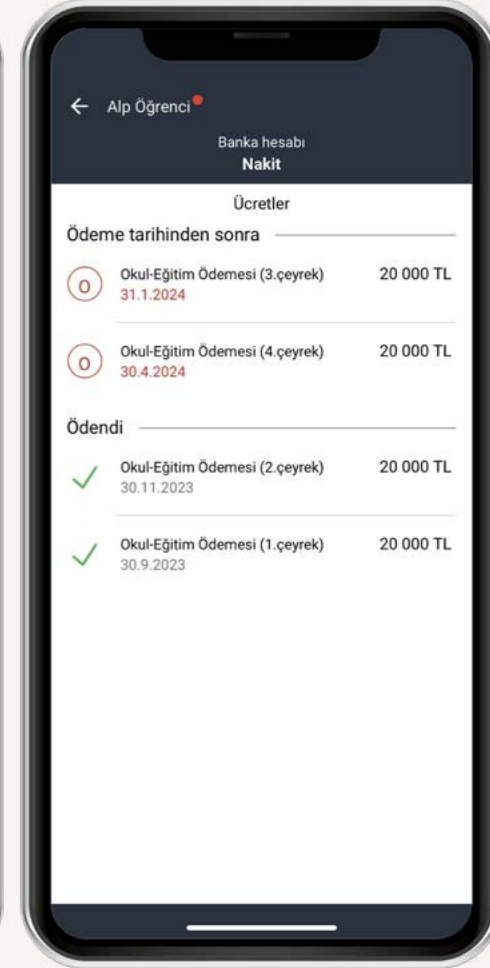 ← Alp Öğrenci
Banka hesabı
Nakit
Ücretler
Ödeme tarihinden sonra
O Okul-Eğitim Ödemesi (3.çeyrek) 20 000 TL
31.1.2024
O Okul-Eğitim Ödemesi (4.çeyrek) 20 000 TL
30.4.2024
Ödendi
Okul-Eğitim Ödemesi (2.çeyrek) 20 000 TL
30.11.2023
Okul-Eğitim Ödemesi (1.çeyrek) 20 000 TL
30.9.2023